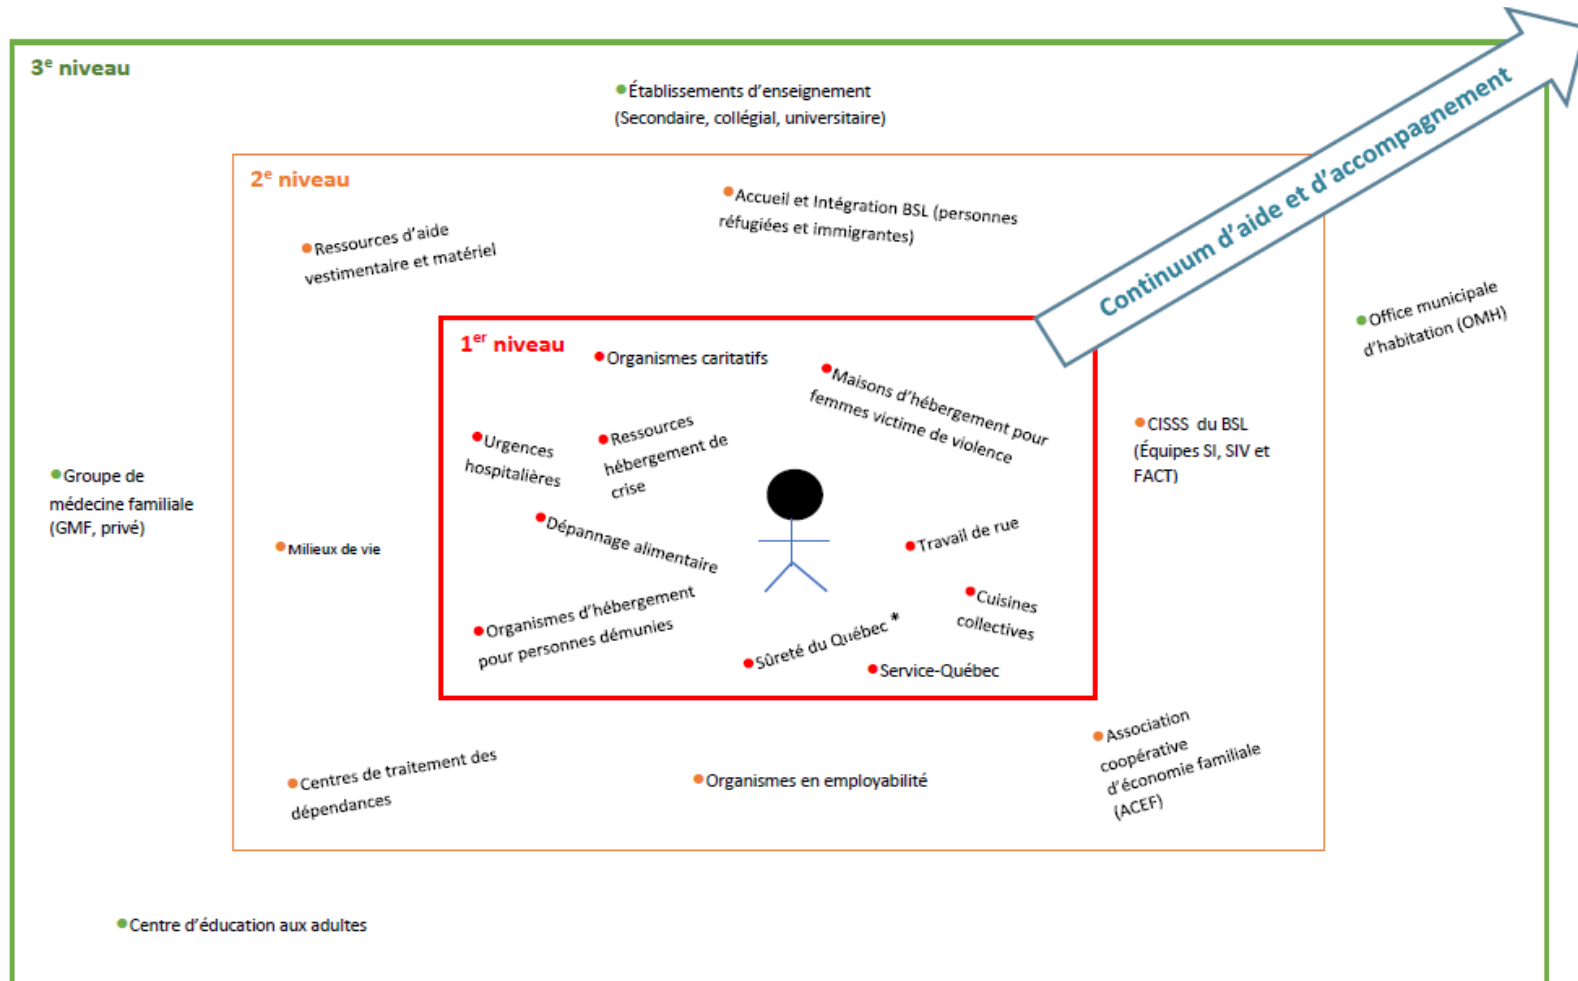 3e niveau
Établissements d'enseignement
(Secondaire, collégial, universitaire)
Continuum d'aide et d'accompagnement
2e niveau
Accueil et Intégration BSL (personnes
réfugiées et immigrantes)
Ressources d'aide
vestimentaire et matériel
Office municipale
d'habitation (OMH)
1er niveau
Organismes caritatifs
Maisons d'hébergement pour
femmes victime de violence
Urgences
hospitalières
Ressources
hébergement de
crise
CISSS du BSL
(Équipes SI, SIV et
FACT)
Groupe de
médecine familiale
(GMF, privé)
Milieux de vie
Dépannage alimentaire
Travail de rue
Organismes d'hébergement
pour personnes démunies
Cuisines
collectives
Sûreté du Québec *
Service-Québec
Centres de traitement des
dépendances
Organismes en employabilité
Association
coopérative
d'économie familiale
(ACEF)
Centre d'éducation aux adultes